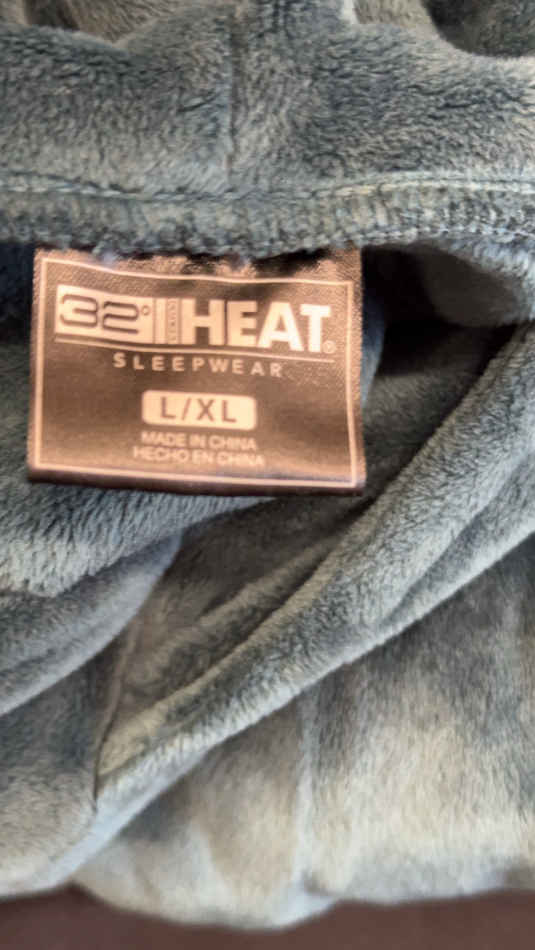 32° HEAT®
SLEEPWEAR
L/XL
MADE IN CHINA
HECHO EN CHINA